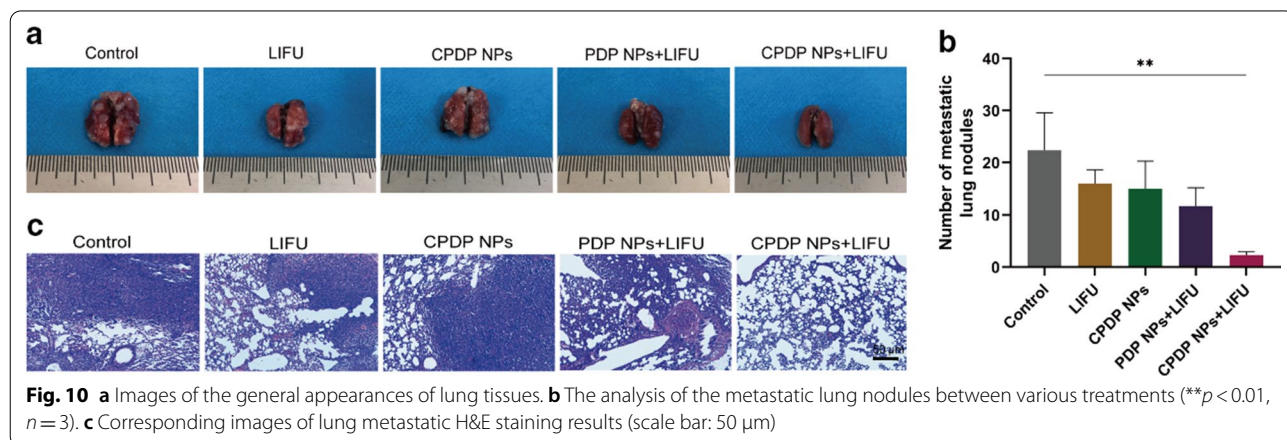 a
Control LIFU CPDP NPs PDP NPs+LIFU CPDP NPs+LIFU
b
**
Number of metastatic
lung nodules
40
30
20
10
0
Control LIFU CPDP NPs PDP NPs+LIFU CPDP NPs+LIFU
c
Control LIFU CPDP NPs PDP NPs+LIFU CPDP NPs+LIFU
50 μm
Fig. 10 a Images of the general appearances of lung tissues. b The analysis of the metastatic lung nodules between various treatments (**p < 0.01,
n = 3). c Corresponding images of lung metastatic H&E staining results (scale bar: 50 μm)